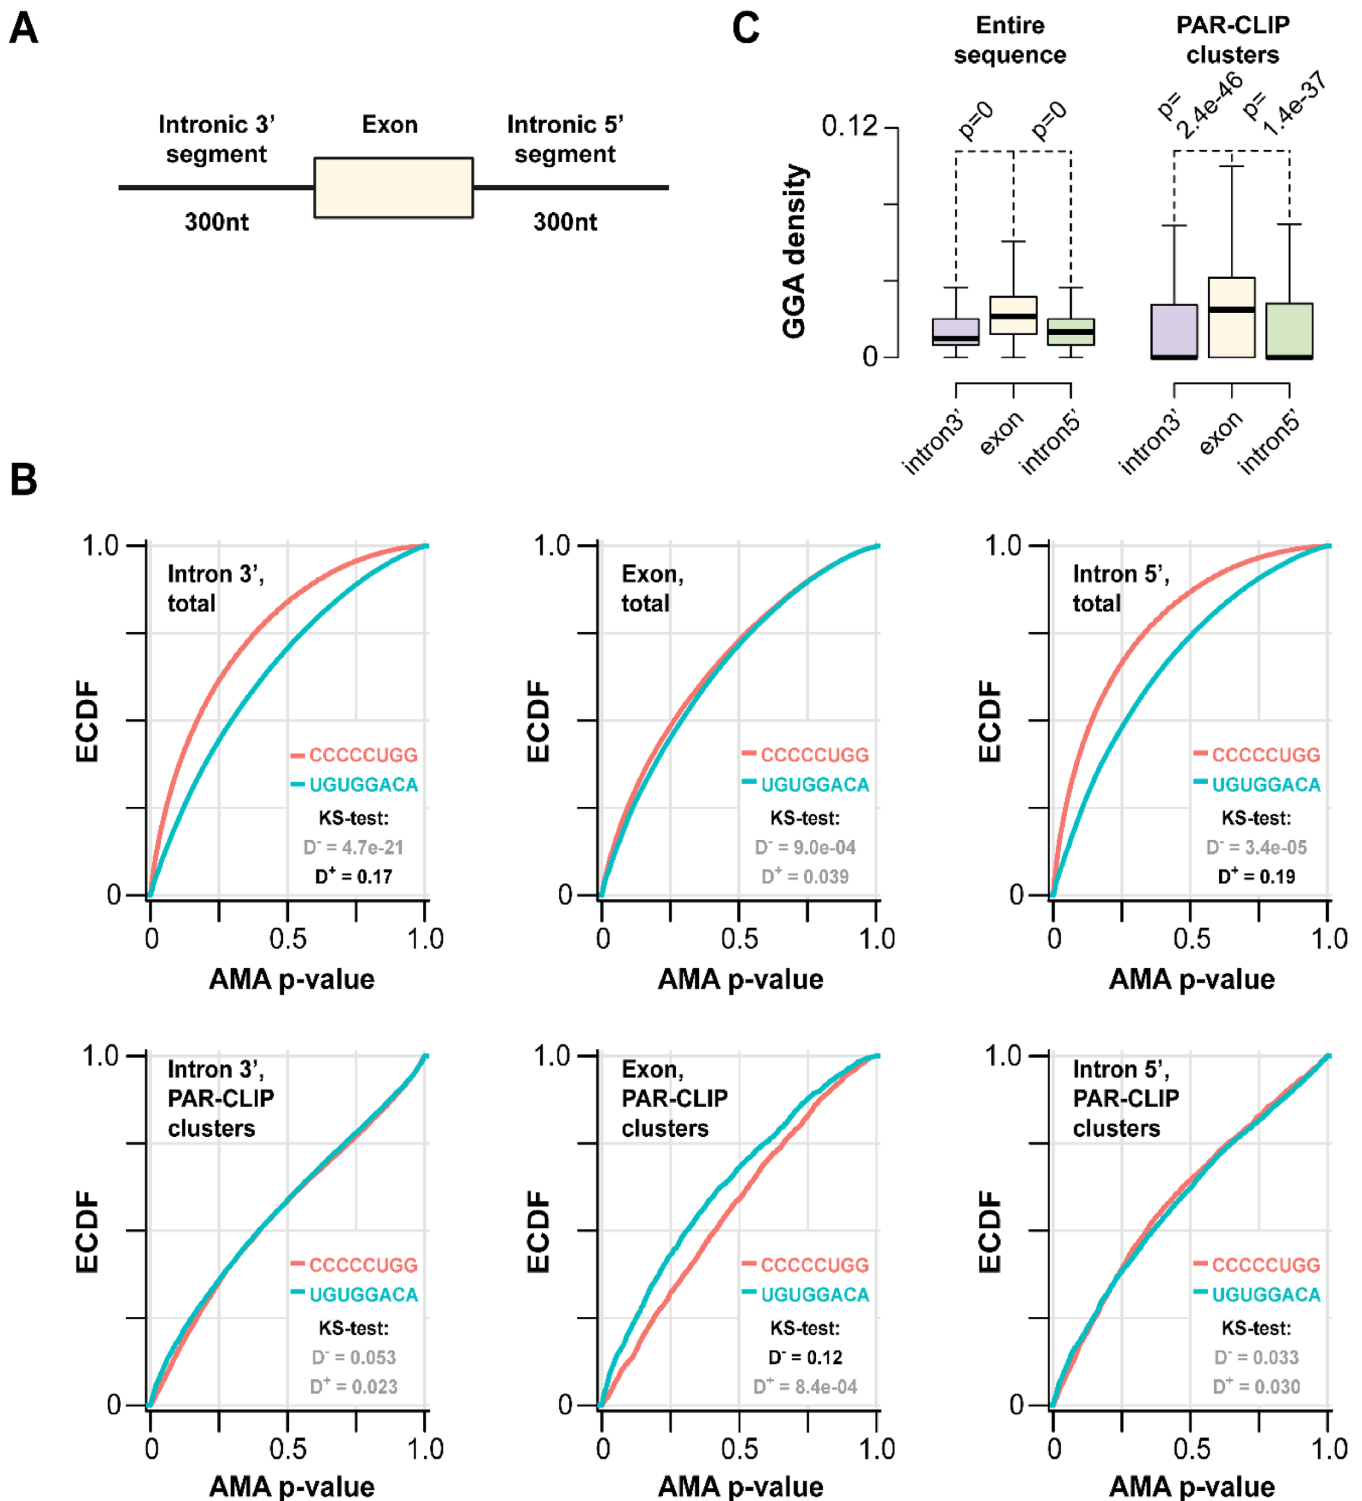 A
Intronic 3’
segment
Exon
Intronic 5’
segment
300nt
300nt
C
Entire
sequence
PAR-CLIP
clusters
p=0
p=0
p=
2.4e-46
p=
1.4e-37
GGA density
0.12
0
intron3’
exon
intron5’
intron3’
exon
intron5’
B
ECDF
1.0
0
Intron 3’,
total
CCCCCUGG
UGUGGACA
KS-test:
D⁻ = 4.7e-21
D⁺ = 0.17
0
0.5
1.0
AMA p-value
ECDF
1.0
0
Exon,
total
CCCCCUGG
UGUGGACA
KS-test:
D⁻ = 9.0e-04
D⁺ = 0.039
0
0.5
1.0
AMA p-value
ECDF
1.0
0
Intron 5’,
total
CCCCCUGG
UGUGGACA
KS-test:
D⁻ = 3.4e-05
D⁺ = 0.19
0
0.5
1.0
AMA p-value
ECDF
1.0
0
Intron 3’,
PAR-CLIP
clusters
CCCCCUGG
UGUGGACA
KS-test:
D⁻ = 0.053
D⁺ = 0.023
0
0.5
1.0
AMA p-value
ECDF
1.0
0
Exon,
PAR-CLIP
clusters
CCCCCUGG
UGUGGACA
KS-test:
D⁻ = 0.12
D⁺ = 8.4e-04
0
0.5
1.0
AMA p-value
ECDF
1.0
0
Intron 5’,
PAR-CLIP
clusters
CCCCCUGG
UGUGGACA
KS-test:
D⁻ = 0.033
D⁺ = 0.030
0
0.5
1.0
AMA p-value